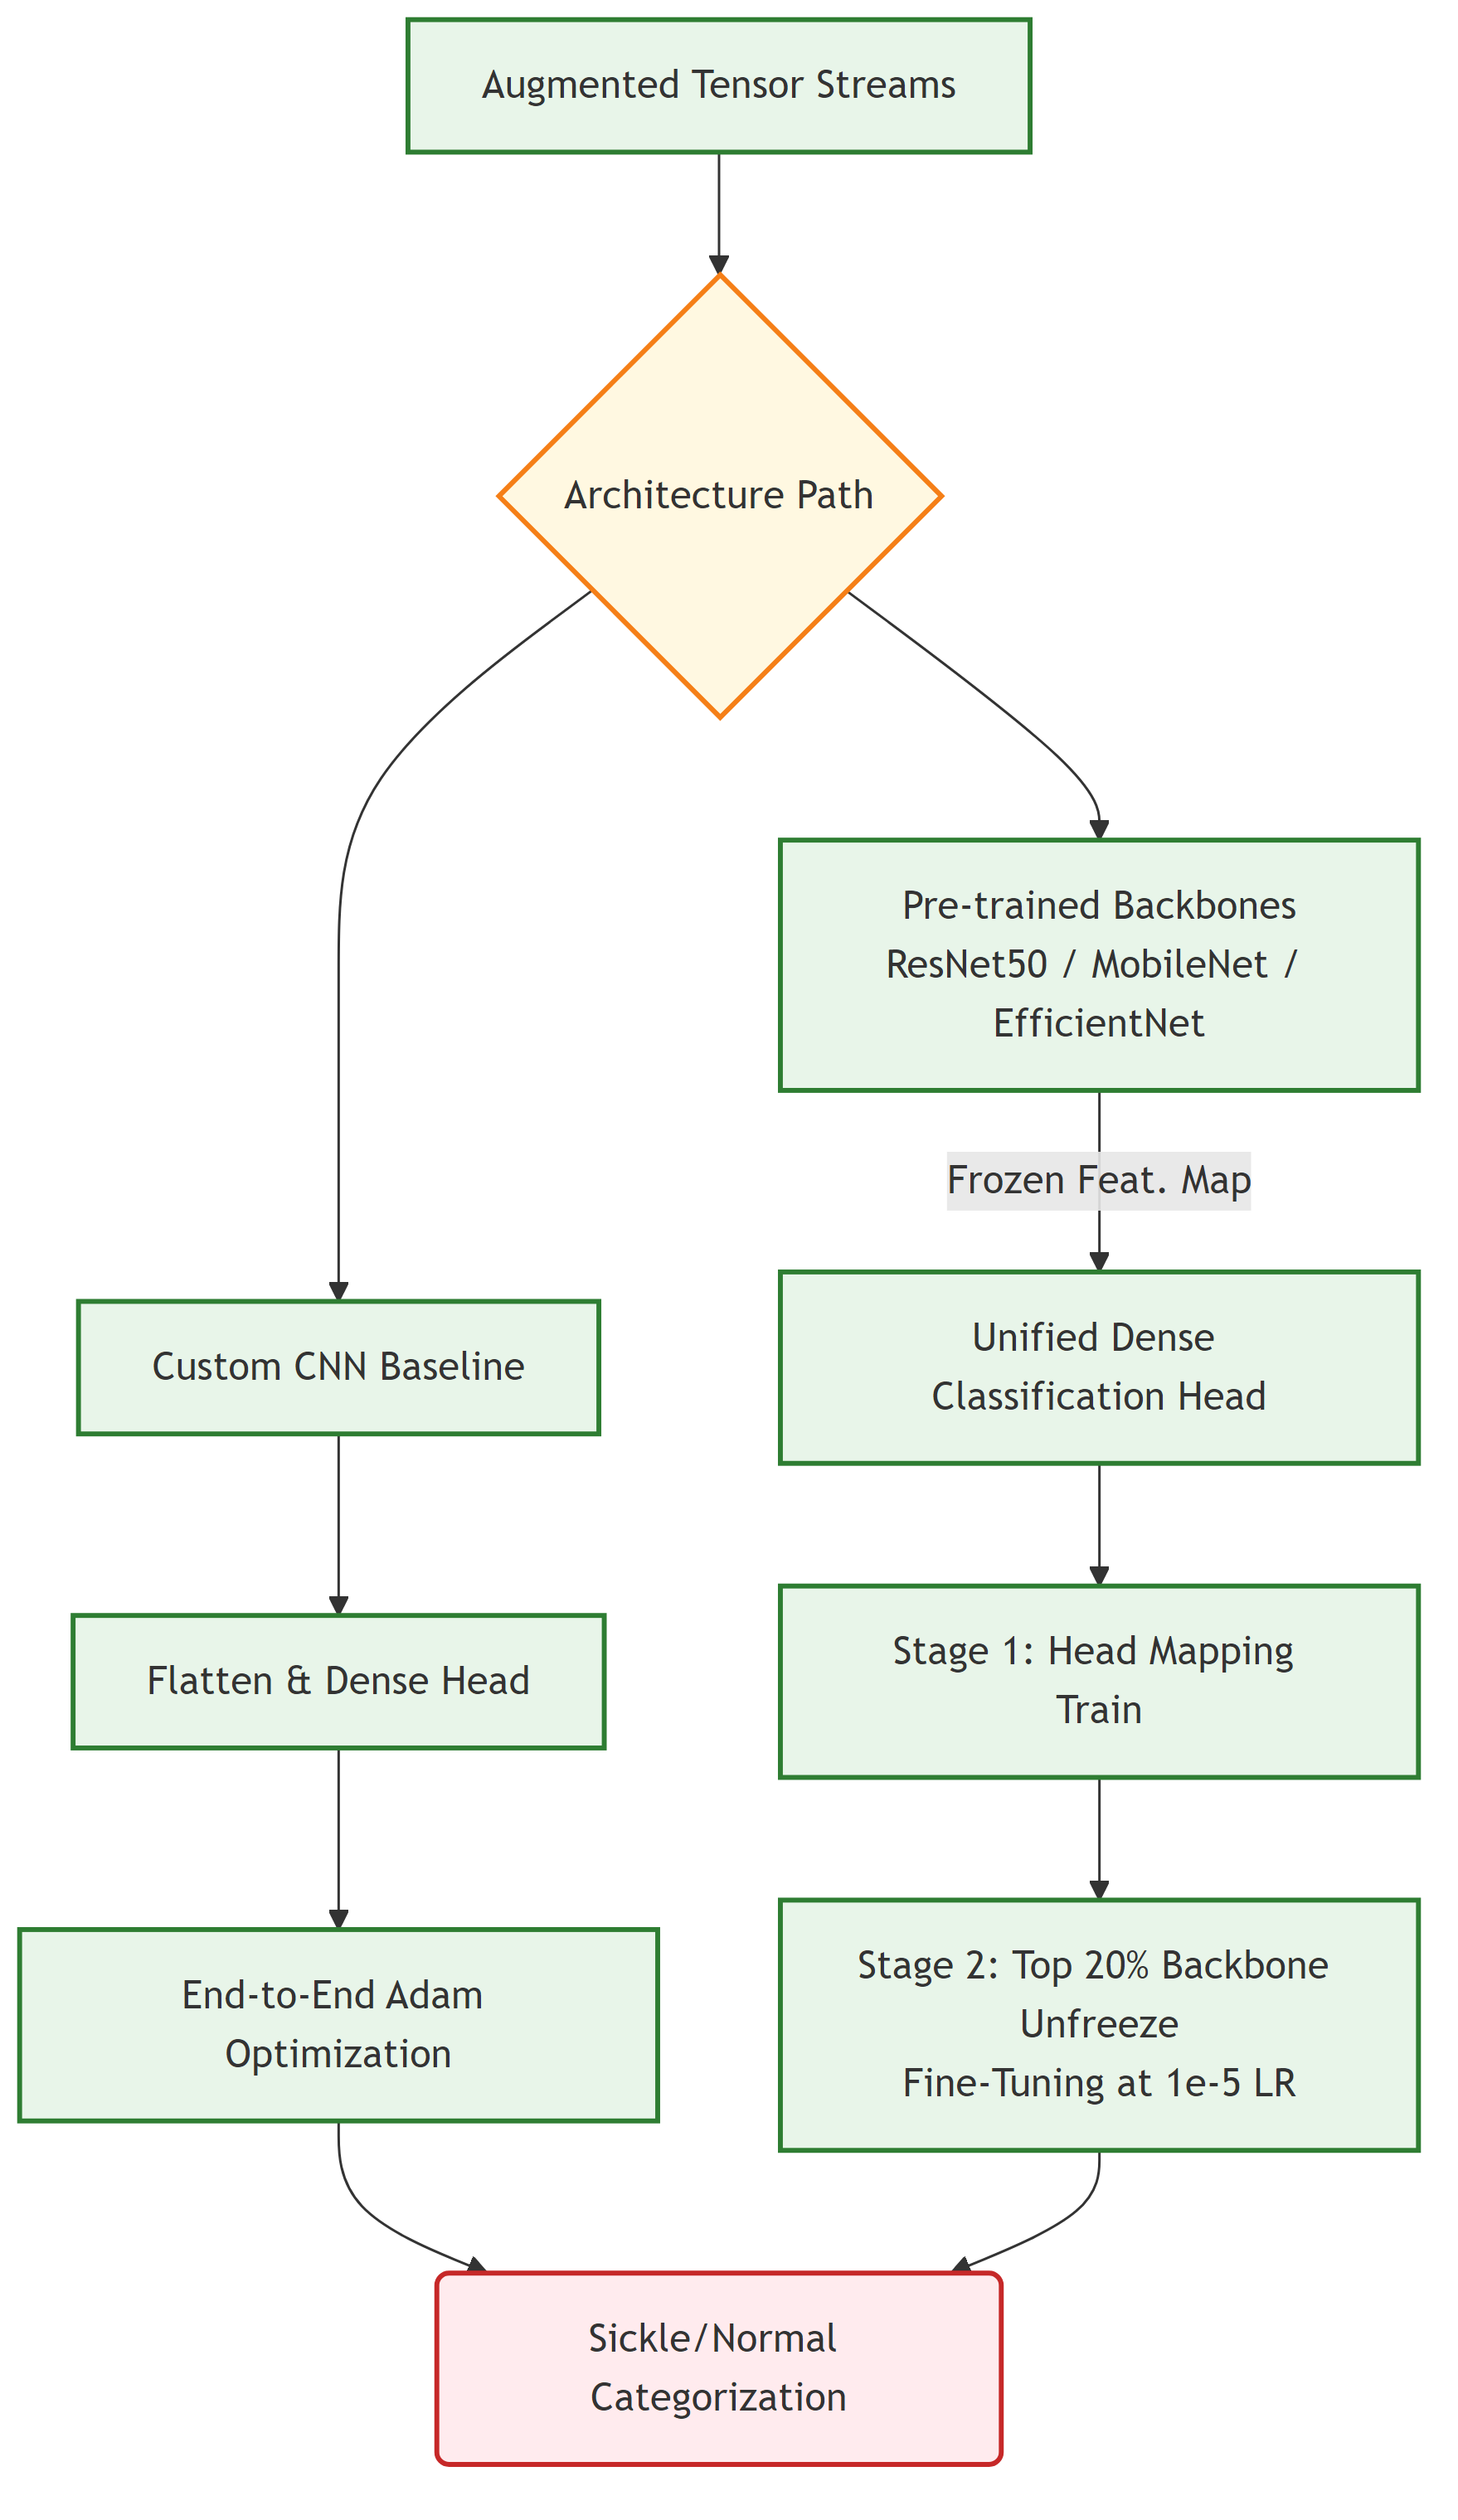 Augmented Tensor Streams
Architecture Path
Pre-trained Backbones
ResNet50 / MobileNet /
EfficientNet
Frozen Feat. Map
Unified Dense
Classification Head
Custom CNN Baseline
Stage 1: Head Mapping
Train
Flatten & Dense Head
Stage 2: Top 20% Backbone
Unfreeze
Fine-Tuning at 1e-5 LR
End-to-End Adam
Optimization
Sickle/Normal
Categorization